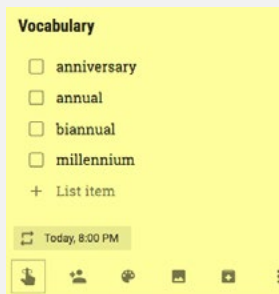 Vocabulary
anniversary
annual
biannual
millennium
+ List item
Today, 8:00 PM